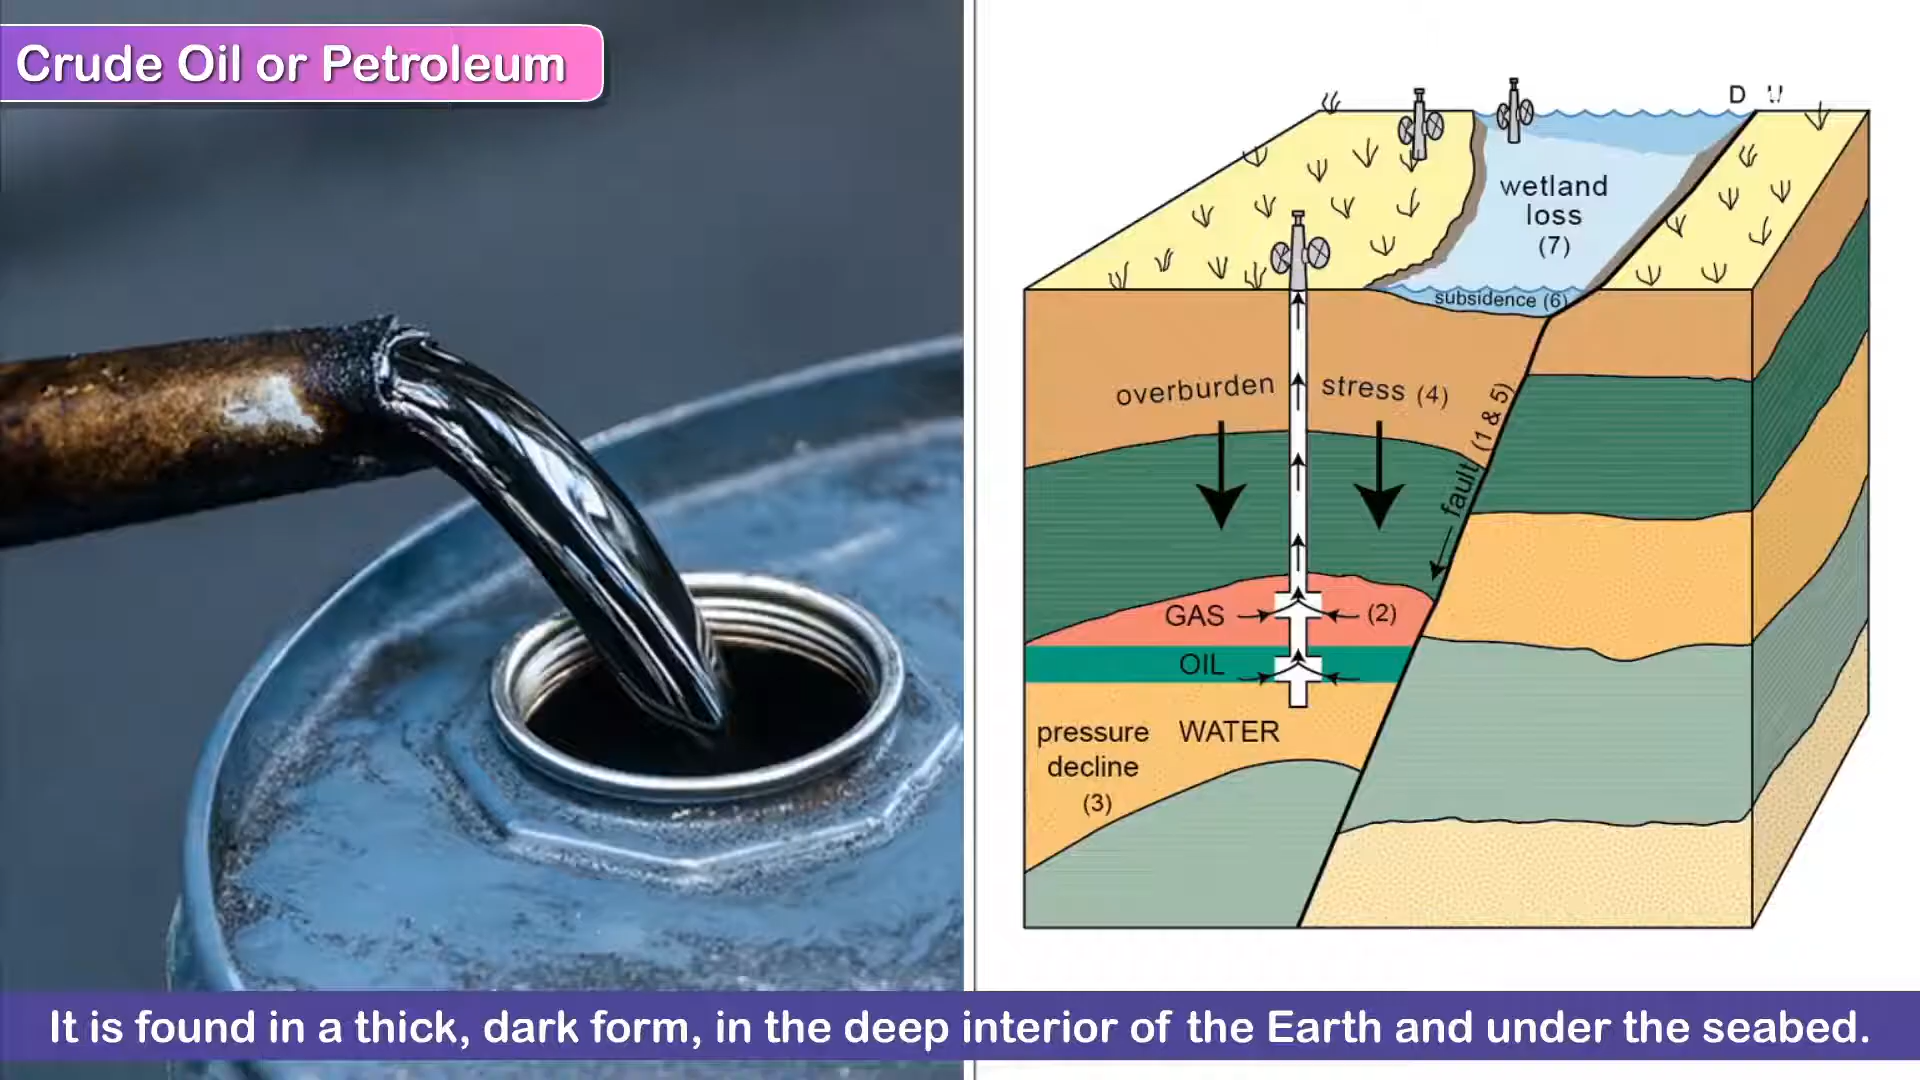 Crude Oil or Petroleum
D U
wetland
loss
(7)
subsidence (6)
overburden stress (4)
fault (1 & 5)
GAS (2)
OIL
WATER
pressure
decline
(3)
It is found in a thick, dark form, in the deep interior of the Earth and under the seabed.